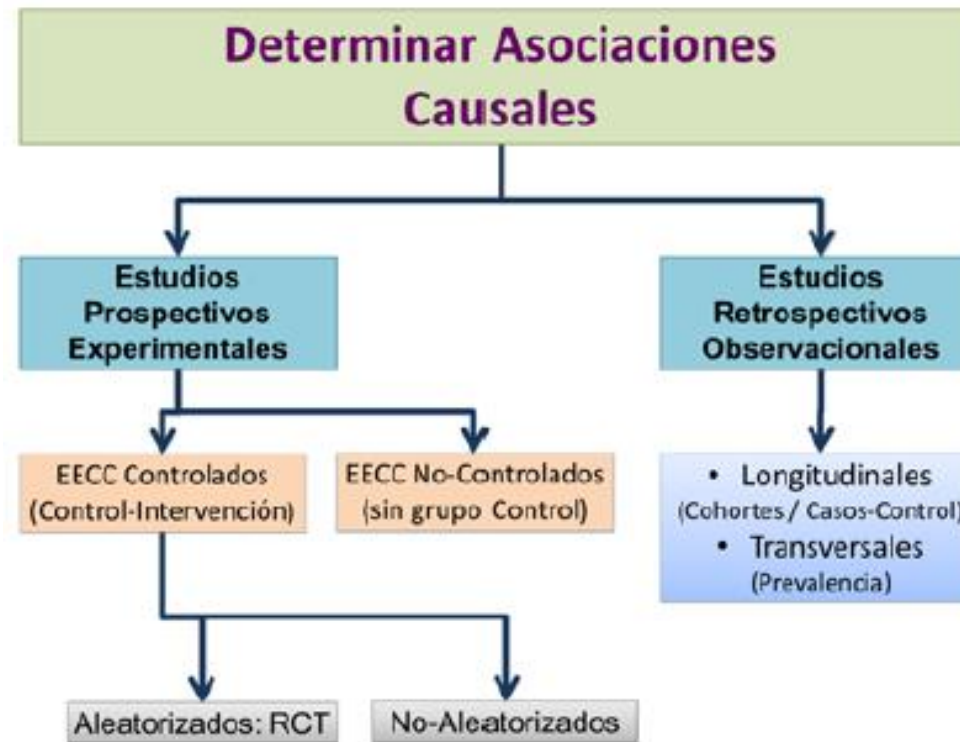 Determinar Asociaciones
Causales
Estudios
Prospectivos
Experimentales
Estudios
Retrospectivos
Observacionales
EECC Controlados
(Control-Intervención)
EECC No-Controlados
(sin grupo Control)
• Longitudinales
(Cohortes / Casos-Control)
• Transversales
(Prevalencia)
Aleatorizados: RCT
No-Aleatorizados